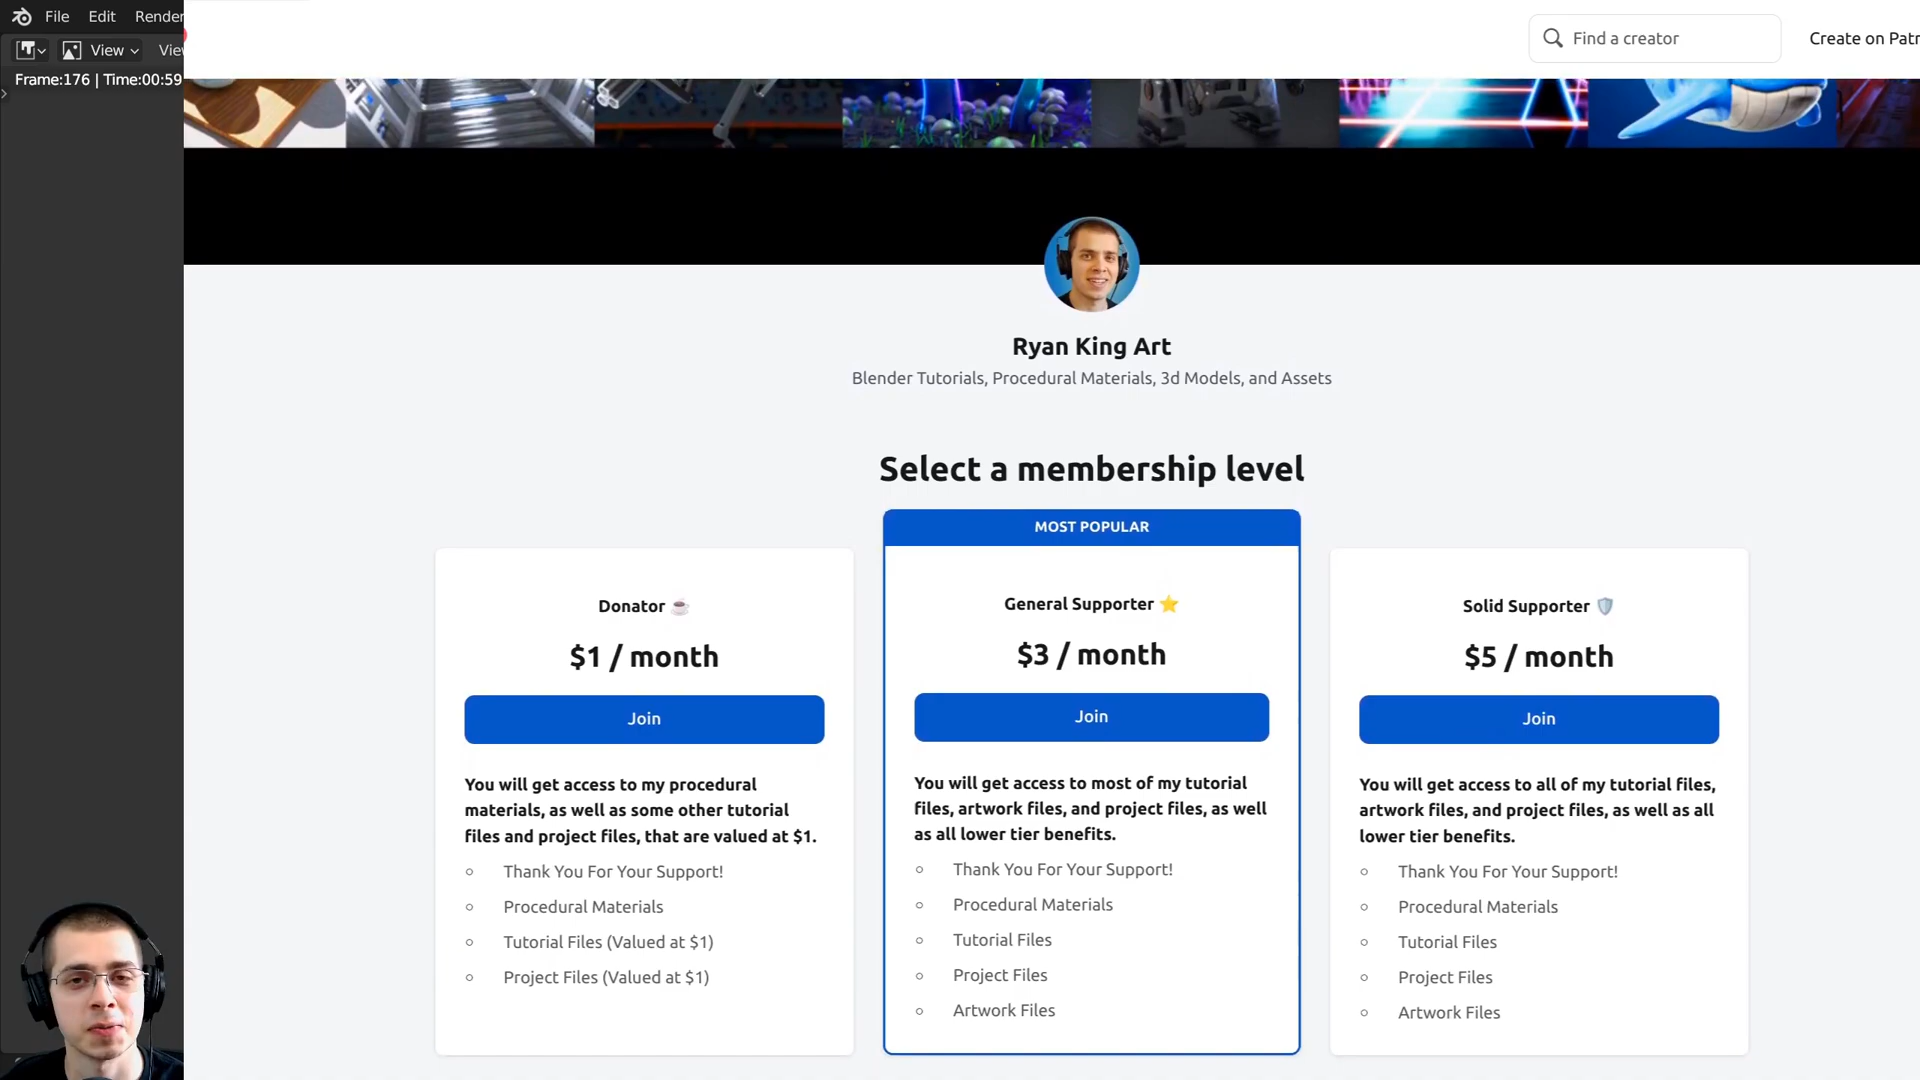 File Edit Render
View
Frame:176 | Time:00:59
Find a creator
Create on Patr
Ryan King Art
Blender Tutorials, Procedural Materials, 3d Models, and Assets
Select a membership level
MOST POPULAR
Donator
$1 / month
Join
You will get access to my procedural
materials, as well as some other tutorial
files and project files, that are valued at $1.
Thank You For Your Support!
Procedural Materials
Tutorial Files (Valued at $1)
Project Files (Valued at $1)
General Supporter
$3 / month
Join
You will get access to most of my tutorial
files, artwork files, and project files, as well
as all lower tier benefits.
Thank You For Your Support!
Procedural Materials
Tutorial Files
Project Files
Artwork Files
Solid Supporter
$5 / month
Join
You will get access to all of my tutorial files,
artwork files, and project files, as well as all
lower tier benefits.
Thank You For Your Support!
Procedural Materials
Tutorial Files
Project Files
Artwork Files